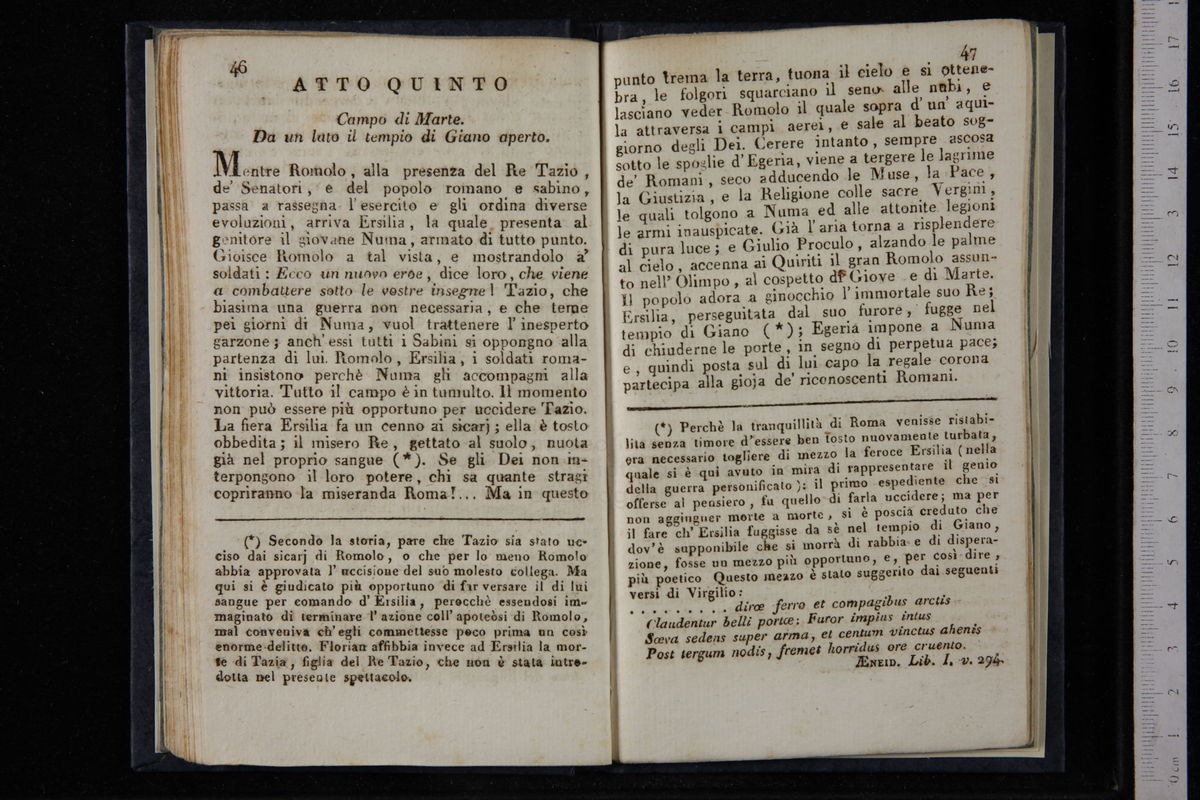 46
ATTO QUINTO
Campo di Marte.
Da un lato il tempio di Giano aperto.
Mentre Romolo, alla presenza del Re Tazio,
de' Senatori, e del popolo romano e sabino,
passa a rassegna l'esercito e gli ordina diverse
evoluzioni, arriva Ersilia, la quale presenta al
genitore il giovane Numa, armato di tutto punto.
Gioisce Romolo a tal vista, e mostrandolo a'
soldati: Ecco un nuovo eroe, dice loro, che viene
a combattere sotto le vostre insegne! Tazio, che
biasima una guerra non necessaria, e che teme
pei giorni di Numa, vuol trattenere l'inesperto
garzone; anch'essi tutti i Sabini si oppongno alla
partenza di lui. Romolo, Ersilia, i soldati roma-
ni insistono perchè Numa gli accompagni alla
vittoria. Tutto il campo è in tumulto. Il momento
non può essere più opportuno per uccidere Tazio.
La fiera Ersilia fa un cenno ai sicarj; ella è tosto
obbedita; il misero Re, gettato al suolo, nuota
già nel proprio sangue (*). Se gli Dei non in-
terpongono il loro potere, chi sa quante stragi
copriranno la miseranda Roma!... Ma in questo
(*) Secondo la storia, pare che Tazio sia stato uc-
ciso dai sicarj di Romolo, o che per lo meno Romolo
abbia approvata l'uccisione del suo molesto collega. Ma
qui si è giudicato più opportuno di far versare il di lui
sangue per comando d'Ersilia, perocchè essendosi im-
maginato di terminare l'azione coll'apoteòsi di Romolo,
mal conveniva ch'egli commettesse poco prima un così
enorme delitto. Florian affibbia invece ad Ersilia la mor-
te di Tazia, figlia del Re Tazio, che non è stata intro-
dotta nel presente spettacolo.
47
punto trema la terra, tuona il cielo e si ottene-
bra, le folgori squarciano il seno alle nubi, e
lasciano veder Romolo il quale sopra d'un' aqui-
la attraversa i campi aerei, e sale al beato sog-
giorno degli Dei. Cerere intanto, sempre ascosa
sotto le spoglie d'Egeria, viene a tergere le lagrime
de' Romani, seco adducendo le Muse, la Pace,
la Giustizia, e la Religione colle sacre Vergini,
le quali tolgono a Numa ed alle attonite legioni
le armi inauspicate. Già l'aria torna a risplendere
di pura luce; e Giulio Proculo, alzando le palme
al cielo, accenna ai Quiriti il gran Romolo assun-
to nell'Olimpo, al cospetto di Giove e di Marte.
Il popolo adora a ginocchio l'immortale suo Re;
Ersilia, perseguitata dal suo furore, fugge nel
tempio di Giano (*); Egeria impone a Numa
di chiuderne le porte, in segno di perpetua pace;
e, quindi posta sul di lui capo la regale corona
partecipa alla gioja de' riconoscenti Romani.
(*) Perchè la tranquillità di Roma venisse ristabi-
lita senza timore d'essere ben tosto nuovamente turbata,
era necessario togliere di mezzo la feroce Ersilia (nella
quale si è qui avuto in mira di rappresentare il genio
della guerra personificato): il primo espediente che si
offerse al pensiero, fu quello di farla uccidere; ma per
non aggingner morte a morte, si è poscia creduto che
il fare ch'Ersilia fuggisse da sè nel tempio di Giano,
dov'è supponibile che si morrà di rabbia e di dispera-
zione, fosse un mezzo più opportuno, e, per così dire,
più poetico Questo mezzo è stato suggerito dai seguenti
versi di Virgilio:
. . . . . . . . . diræ ferro et compagibus arctis
Claudentur belli portæ: Furor impius intus
Sæva sedens super arma, et centum vinctus ahenis
Post tergum nodis, fremet horridus ore cruento.
ÆNEID. Lib. I. v. 294.
0 cm 1 2 3 4 5 6 7 8 9 10 11 12 13 14 15 16 17